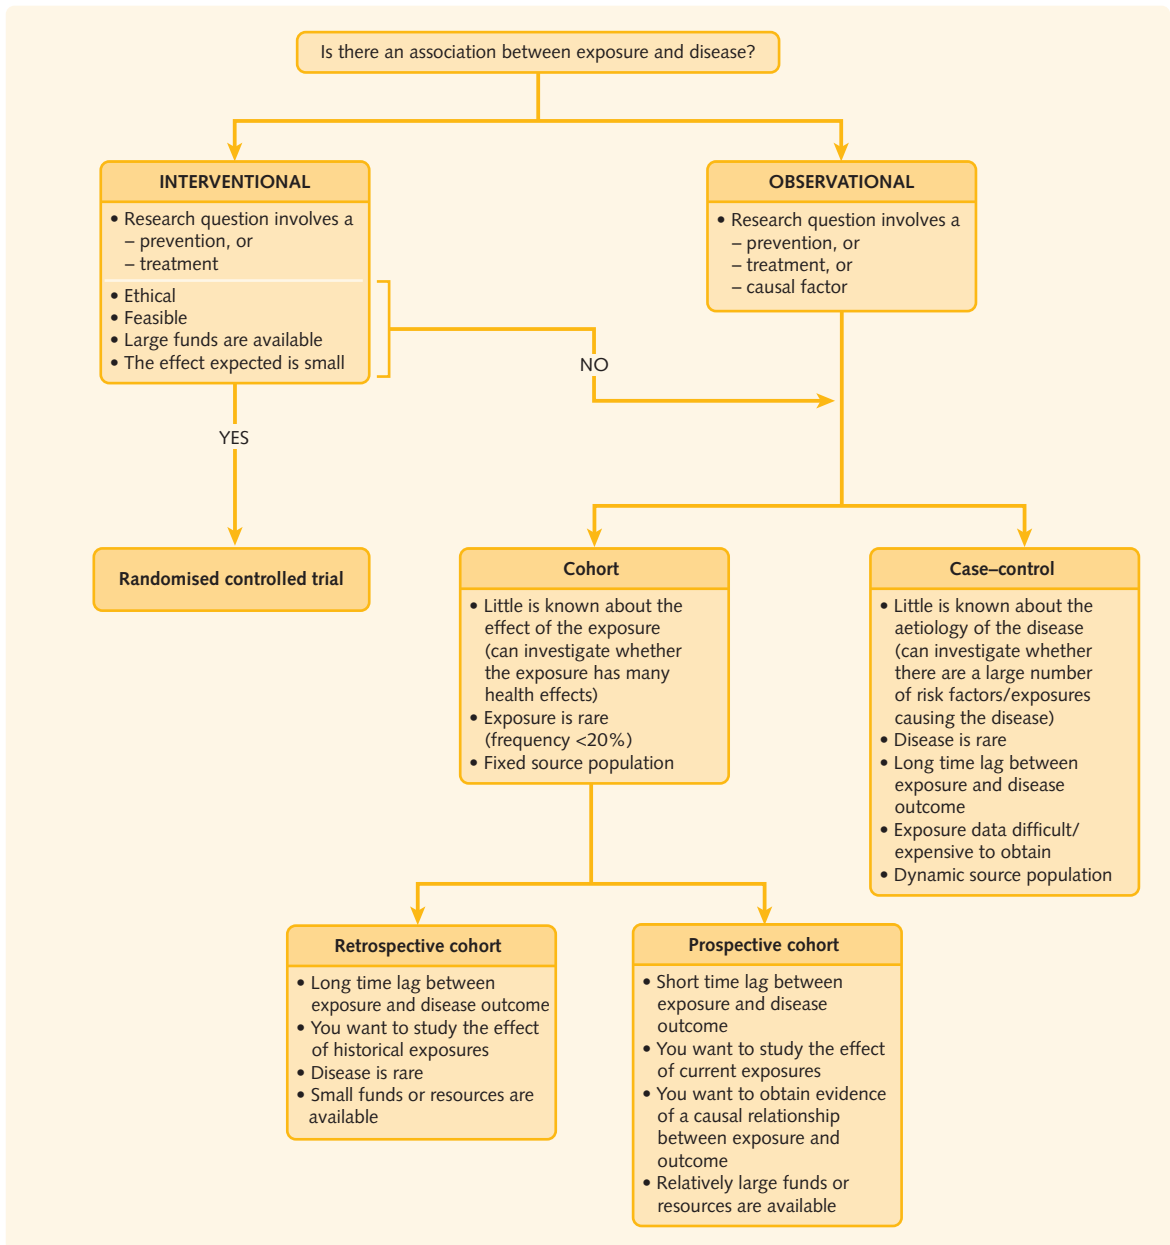 Is there an association between exposure and disease?
INTERVENTIONAL
• Research question involves a
– prevention, or
– treatment
• Ethical
• Feasible
• Large funds are available
• The effect expected is small
OBSERVATIONAL
• Research question involves a
– prevention, or
– treatment, or
– causal factor
NO
YES
Randomised controlled trial
Cohort
• Little is known about the
effect of the exposure
(can investigate whether
the exposure has many
health effects)
• Exposure is rare
(frequency <20%)
• Fixed source population
Case–control
• Little is known about the
aetiology of the disease
(can investigate whether
there are a large number
of risk factors/exposures
causing the disease)
• Disease is rare
• Long time lag between
exposure and disease
outcome
• Exposure data difficult/
expensive to obtain
• Dynamic source population
Retrospective cohort
• Long time lag between
exposure and disease outcome
• You want to study the effect
of historical exposures
• Disease is rare
• Small funds or resources are
available
Prospective cohort
• Short time lag between
exposure and disease
outcome
• You want to study the effect
of current exposures
• You want to obtain evidence
of a causal relationship
between exposure and
outcome
• Relatively large funds or
resources are available